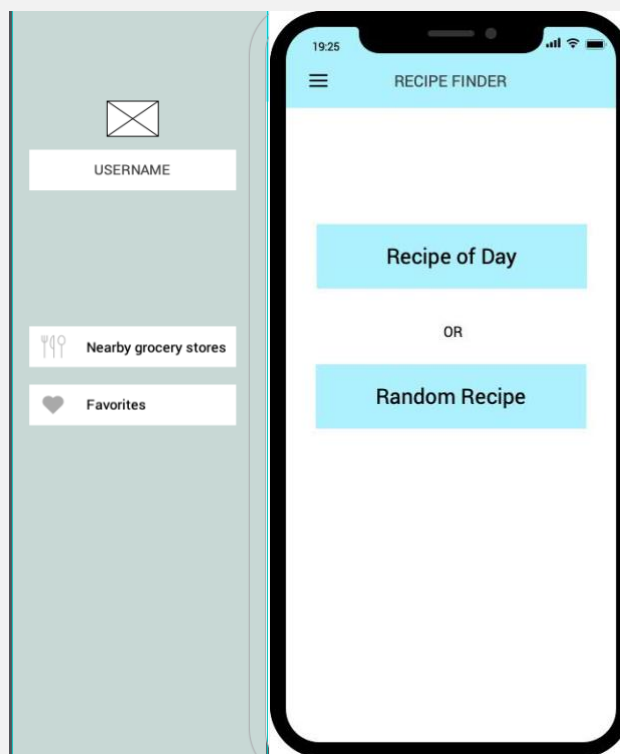 USERNAME
Nearby grocery stores
Favorites
19:25
RECIPE FINDER
Recipe of Day
OR
Random Recipe